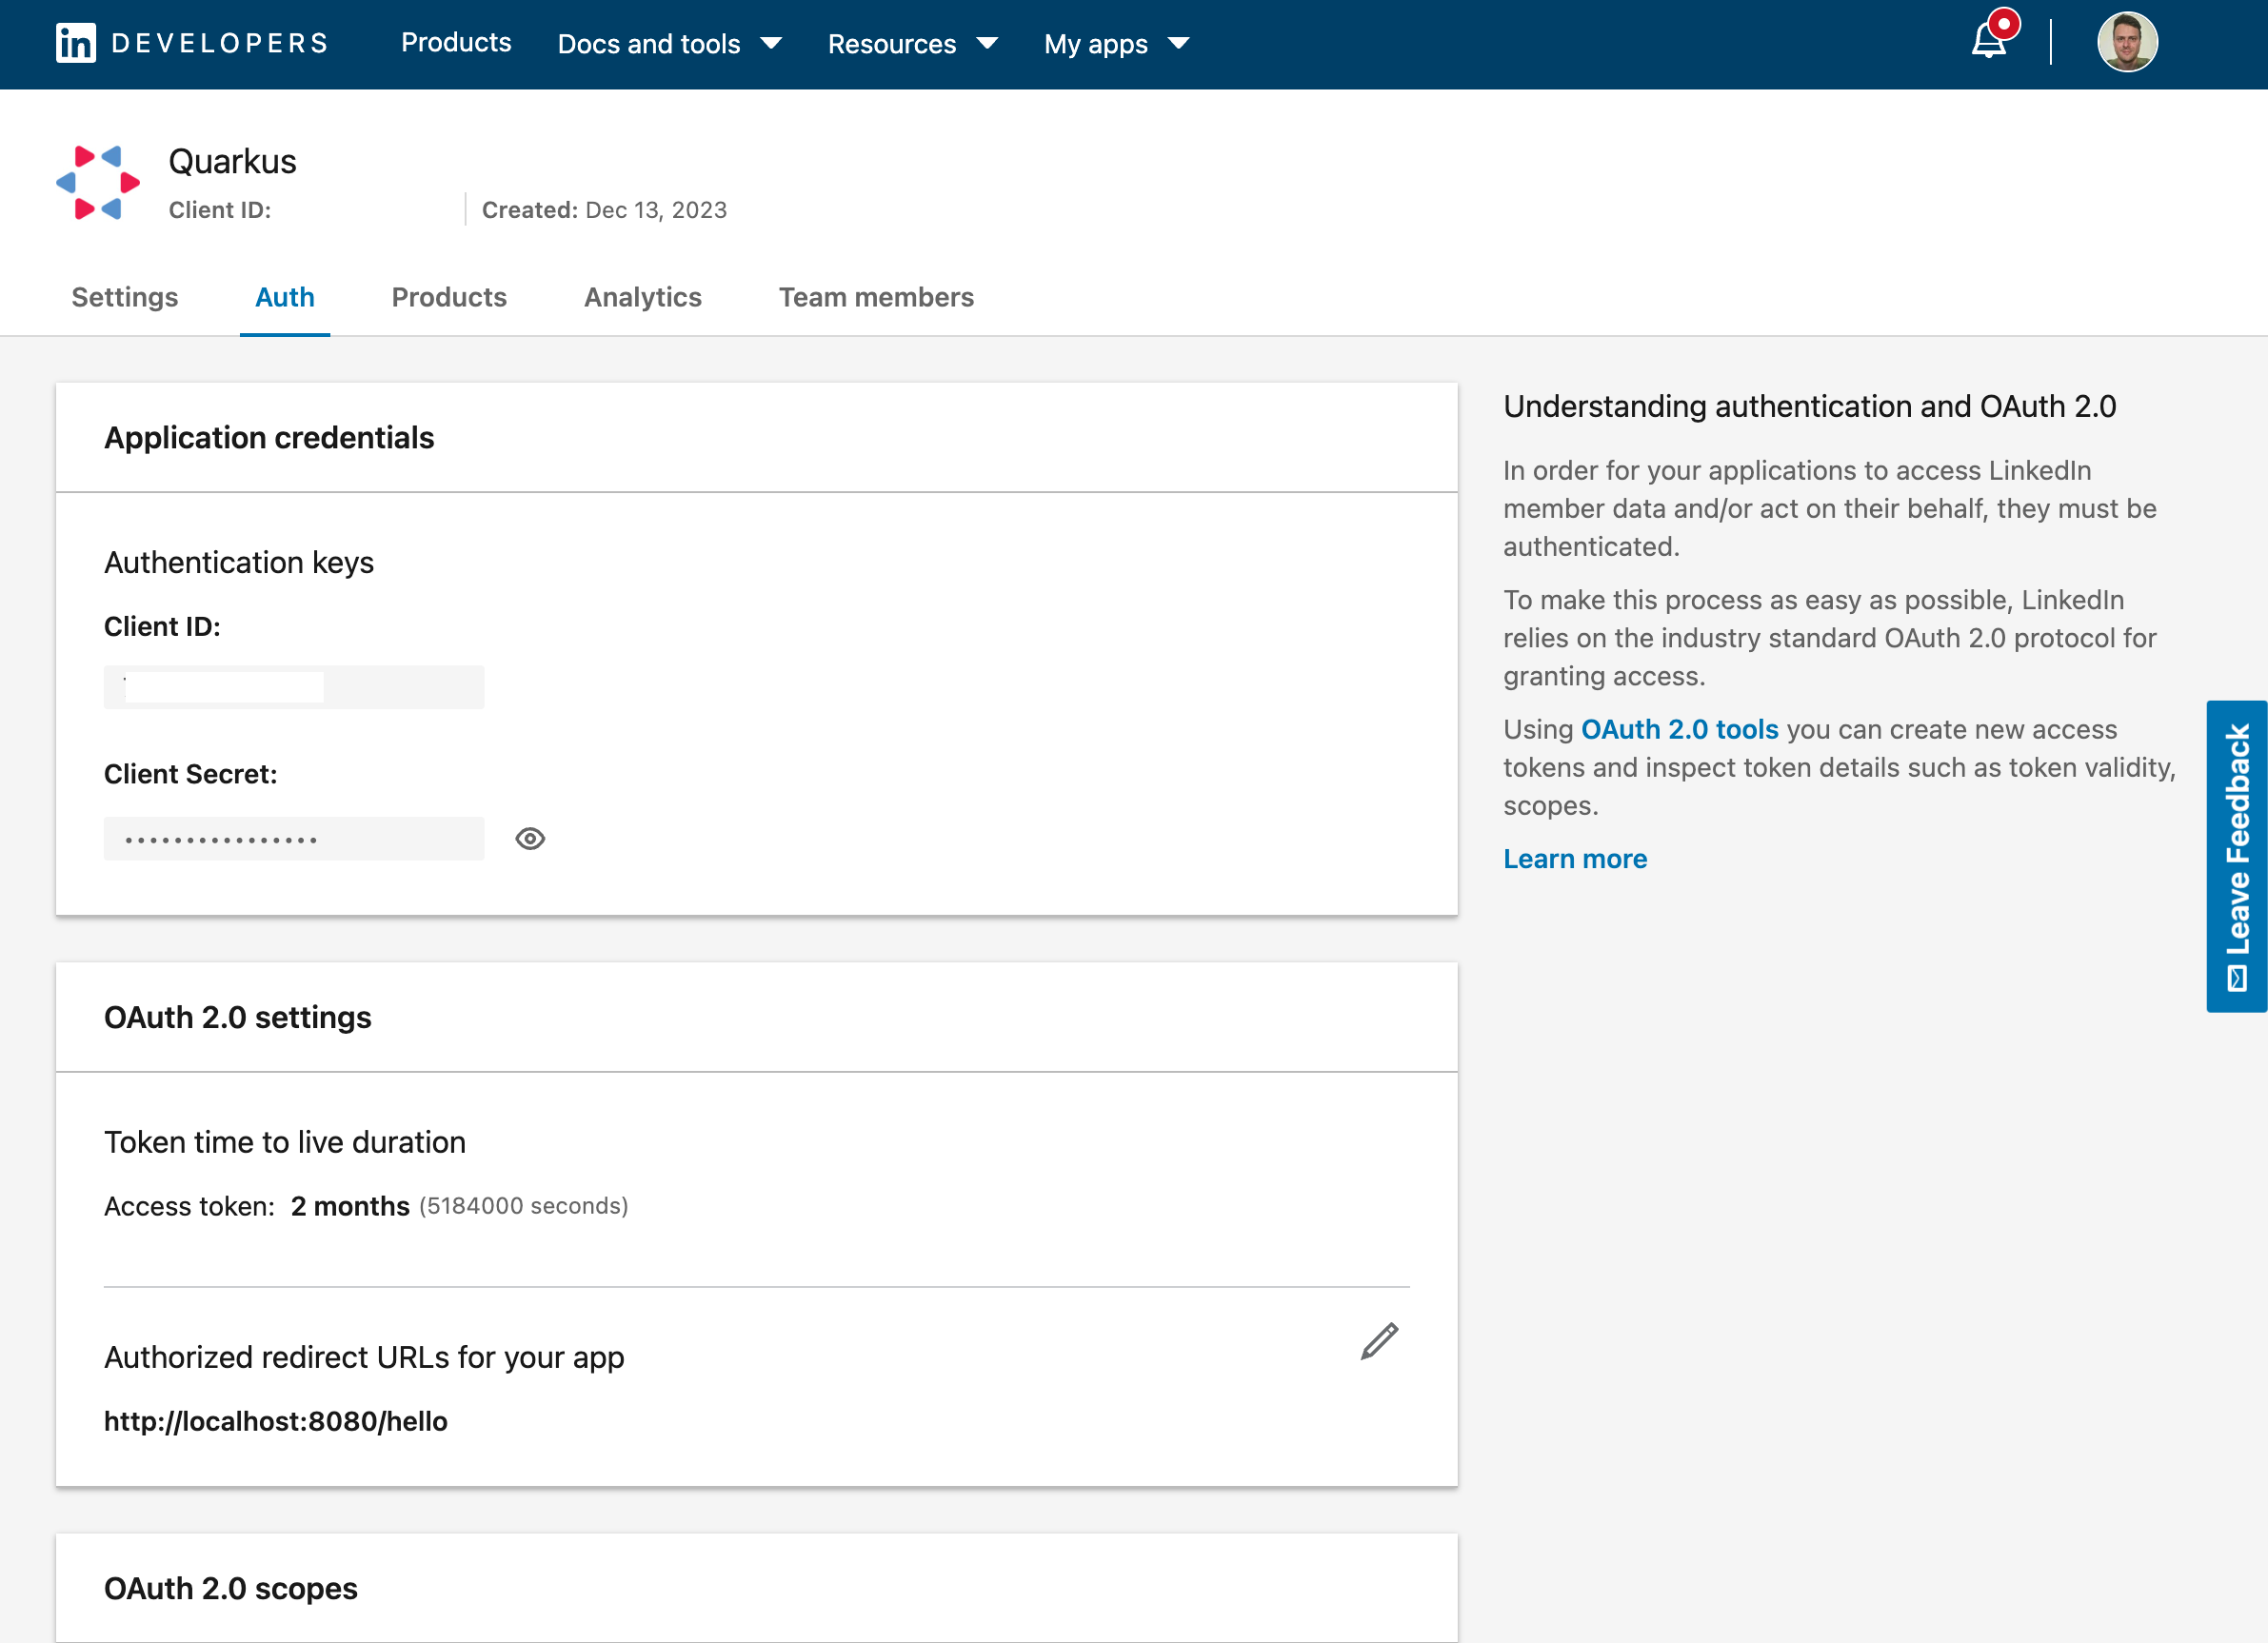 in DEVELOPERS Products Docs and tools Resources My apps
Quarkus
Client ID: Created: Dec 13, 2023
Settings Auth Products Analytics Team members
Application credentials
Authentication keys
Client ID:
Client Secret:
OAuth 2.0 settings
Token time to live duration
Access token: 2 months (5184000 seconds)
Authorized redirect URLs for your app
http://localhost:8080/hello
OAuth 2.0 scopes
Understanding authentication and OAuth 2.0
In order for your applications to access LinkedIn
member data and/or act on their behalf, they must be
authenticated.
To make this process as easy as possible, LinkedIn
relies on the industry standard OAuth 2.0 protocol for
granting access.
Using OAuth 2.0 tools you can create new access
tokens and inspect token details such as token validity,
scopes.
Learn more
Leave Feedback